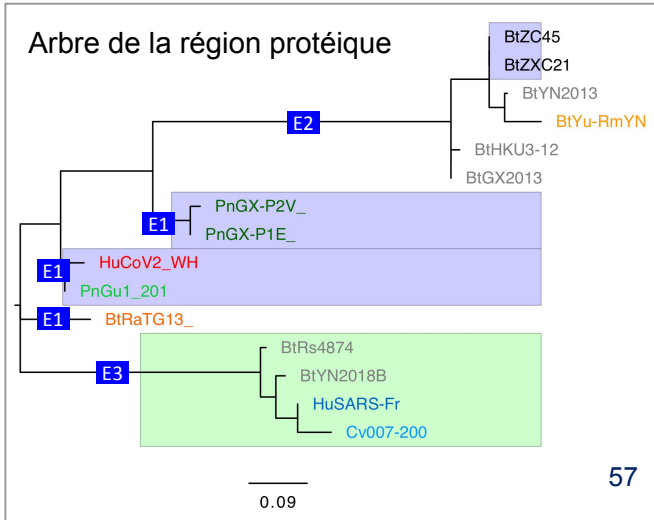 Arbre de la région protéique
BtZC45
BtZXC21
BtYN2013
E2
BtYu-RmYN
BtHKU3-12
BtGX2013
PnGX-P2V_
E1
PnGX-P1E_
HuCoV2_WH
E1
PnGu1_201
E1
BtRaTG13_
BtRs4874
E3
BtYN2018B
HuSARS-Fr
Cv007-200
57
0.09